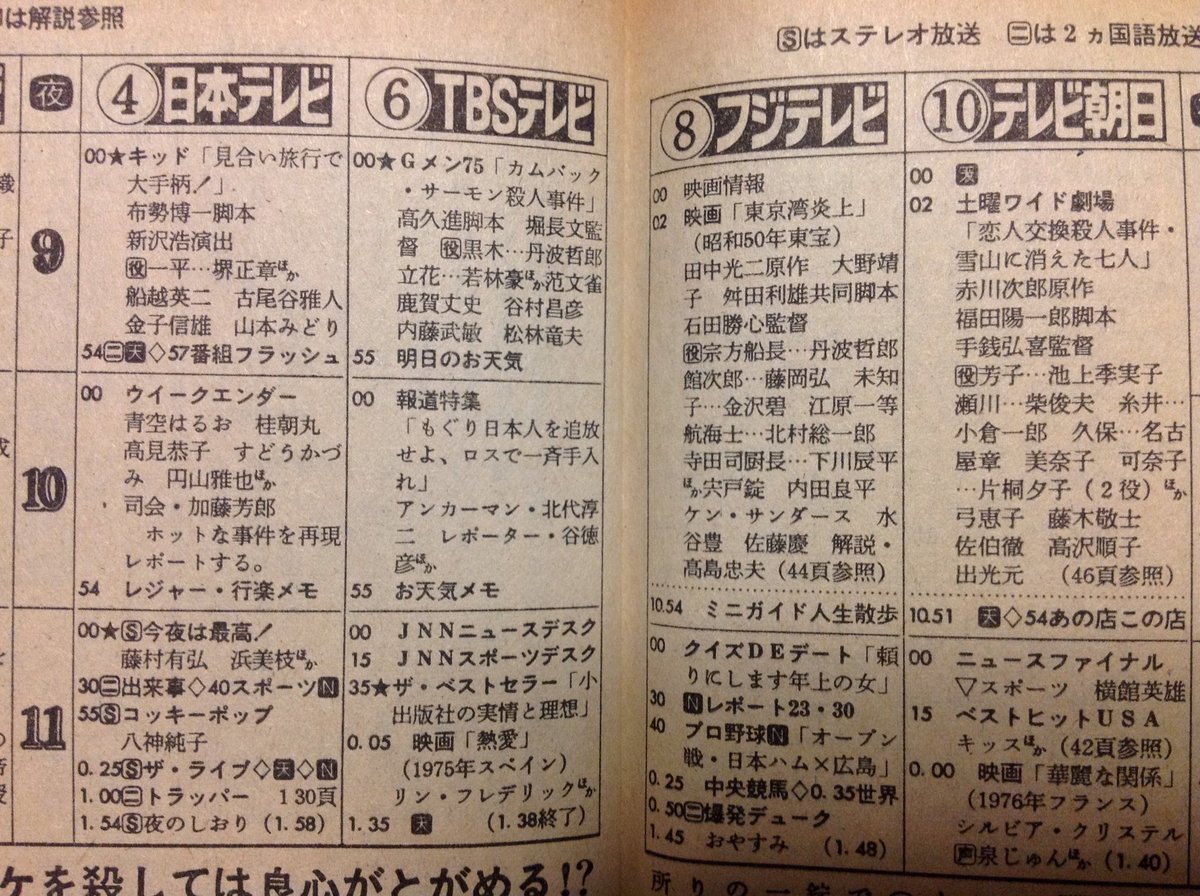 は解説参照
Ⓢはステレオ放送 ㊁は2ヵ国語放送
夜
④日本テレビ
⑥TBSテレビ
⑧フジテレビ
⑩テレビ朝日
9
00★キッド「見合い旅行で
大手柄!」
布勢博一脚本
新沢浩演出
役一平…堺正章ほか
船越英二 古尾谷雅人
金子信雄 山本みどり
54二天◇57番組フラッシュ
10
00 ウイークエンダー
青空はるお 桂朝丸
高見恭子 すどうかづ
み 円山雅也ほか
司会・加藤芳郎
ホットな事件を再現
レポートする。
54 レジャー・行楽メモ
11
00★Ⓢ今夜は最高!
藤村有弘 浜美枝ほか
30二出来事◇40スポーツN
55Ⓢコッキーポップ
八神純子
0.25Ⓢザ・ライブ◇天◇N
1.00二トラッパー 130頁
1.54Ⓢ夜のしおり (1.58)
00★Gメン75「カムバック
・サーモン殺人事件」
高久進脚本 堀長文監
督 役黒木…丹波哲郎
立花…若林豪ほか范文雀
鹿賀丈史 谷村昌彦
内藤武敏 松林竜夫
55 明日のお天気
00 報道特集
「もぐり日本人を追放
せよ、ロスで一斉手入
れ」
アンカーマン・北代淳
二 レポーター・谷徳
彦ほか
55 お天気メモ
00 JNNニュースデスク
15 JNNスポーツデスク
35★ザ・ベストセラー「小
出版社の実情と理想」
0.05 映画「熱愛」
(1975年スペイン)
リン・フレデリックほか
1.35 天 (1.38終了)
00 映画情報
02 映画「東京湾炎上」
(昭和50年東宝)
田中光二原作 大野靖
子 舛田利雄共同脚本
石田勝心監督
役宗方船長…丹波哲郎
館次郎…藤岡弘 未知
子…金沢碧 江原一等
航海士…北村総一郎
寺田司厨長…下川辰平
ほか宍戸錠 内田良平
ケン・サンダース 水
谷豊 佐藤慶 解説・
高島忠夫(44頁参照)
10.54 ミニガイド人生散歩
00 クイズDEデート「頼
りにします年上の女」
30 Nレポート23・30
40 プロ野球N「オープン
戦・日本ハム×広島」
0.25 中央競馬◇0.35世界
0.50二爆発デューク
1.45 おやすみ (1.48)
00 天
02 土曜ワイド劇場
「恋人交換殺人事件・
雪山に消えた七人」
赤川次郎原作
福田陽一郎脚本
手銭弘喜監督
役芳子…池上季実子
瀬川…柴俊夫 糸井…
小倉一郎 久保…名古
屋章 美奈子 可奈子
…片桐夕子(2役)ほか
弓恵子 藤木敬士
佐伯徹 高沢順子
出光元 (46頁参照)
10.51 天◇54あの店この店
00 ニュースファイナル
▽スポーツ 横館英雄
15 ベストヒットUSA
キッスほか(42頁参照)
0.00 映画「華麗な関係」
(1976年フランス)
シルビア・クリステル
声泉じゅんほか(1.40)
ケを殺しては良心がとがめる!?